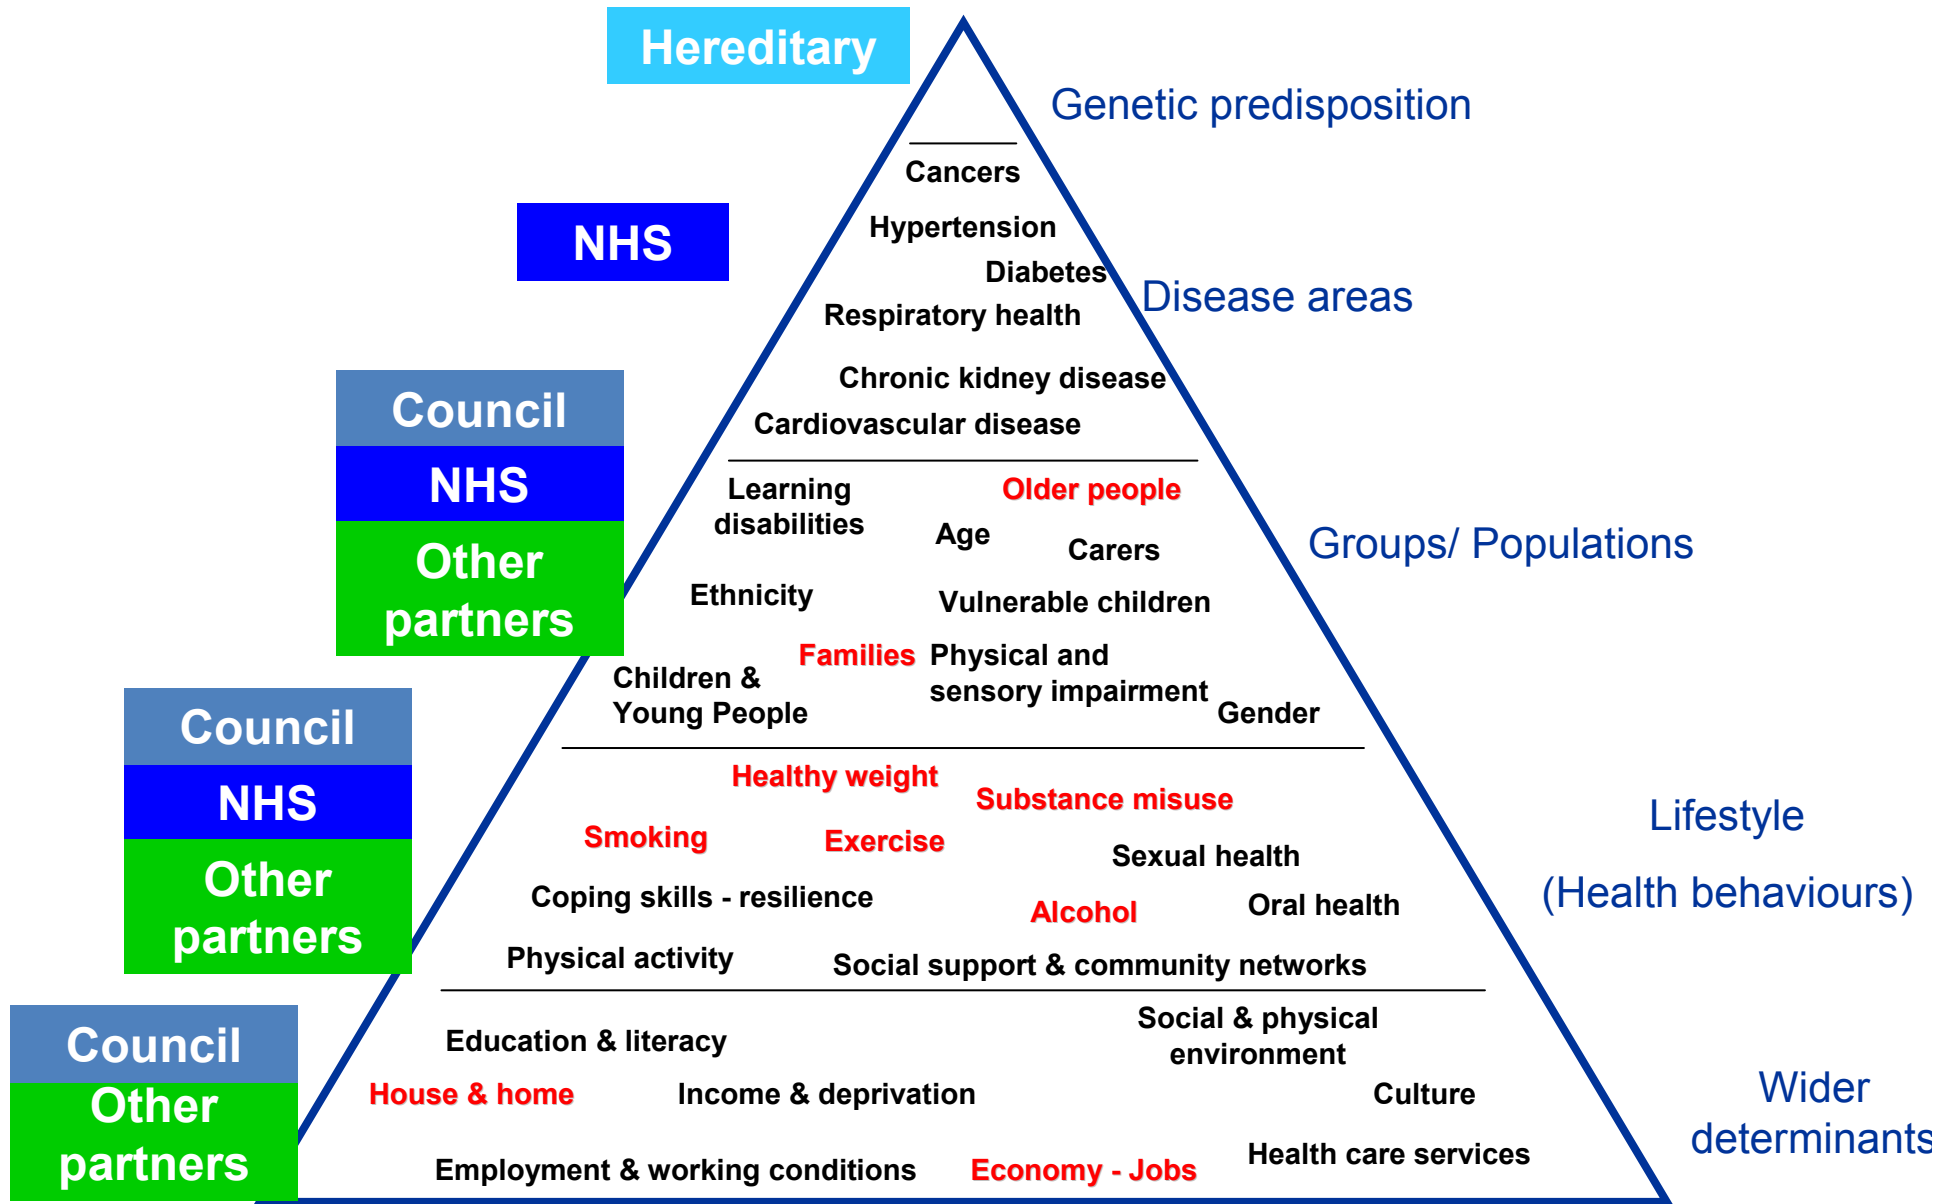 Hereditary
Genetic predisposition
Cancers
Hypertension
NHS
Diabetes
Disease areas
Respiratory health
Chronic kidney disease
Cardiovascular disease
Council
NHS
Other
partners
Learning
disabilities
Older people
Age
Carers
Groups/ Populations
Ethnicity
Vulnerable children
Families
Physical and
sensory impairment
Children &
Young People
Gender
Council
NHS
Other
partners
Healthy weight
Substance misuse
Smoking
Exercise
Sexual health
Lifestyle
(Health behaviours)
Coping skills - resilience
Alcohol
Oral health
Physical activity
Social support & community networks
Council
Other
partners
Education & literacy
Social & physical
environment
House & home
Income & deprivation
Culture
Wider
determinants
Employment & working conditions
Economy - Jobs
Health care services